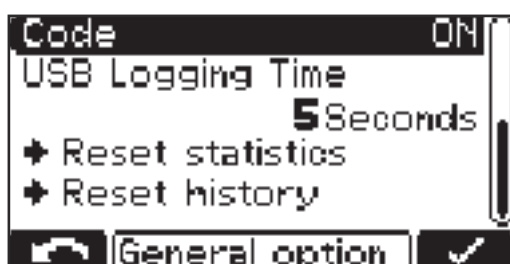 Code ON
USB Logging Time
5 Seconds
Reset statistics
Reset history
General option